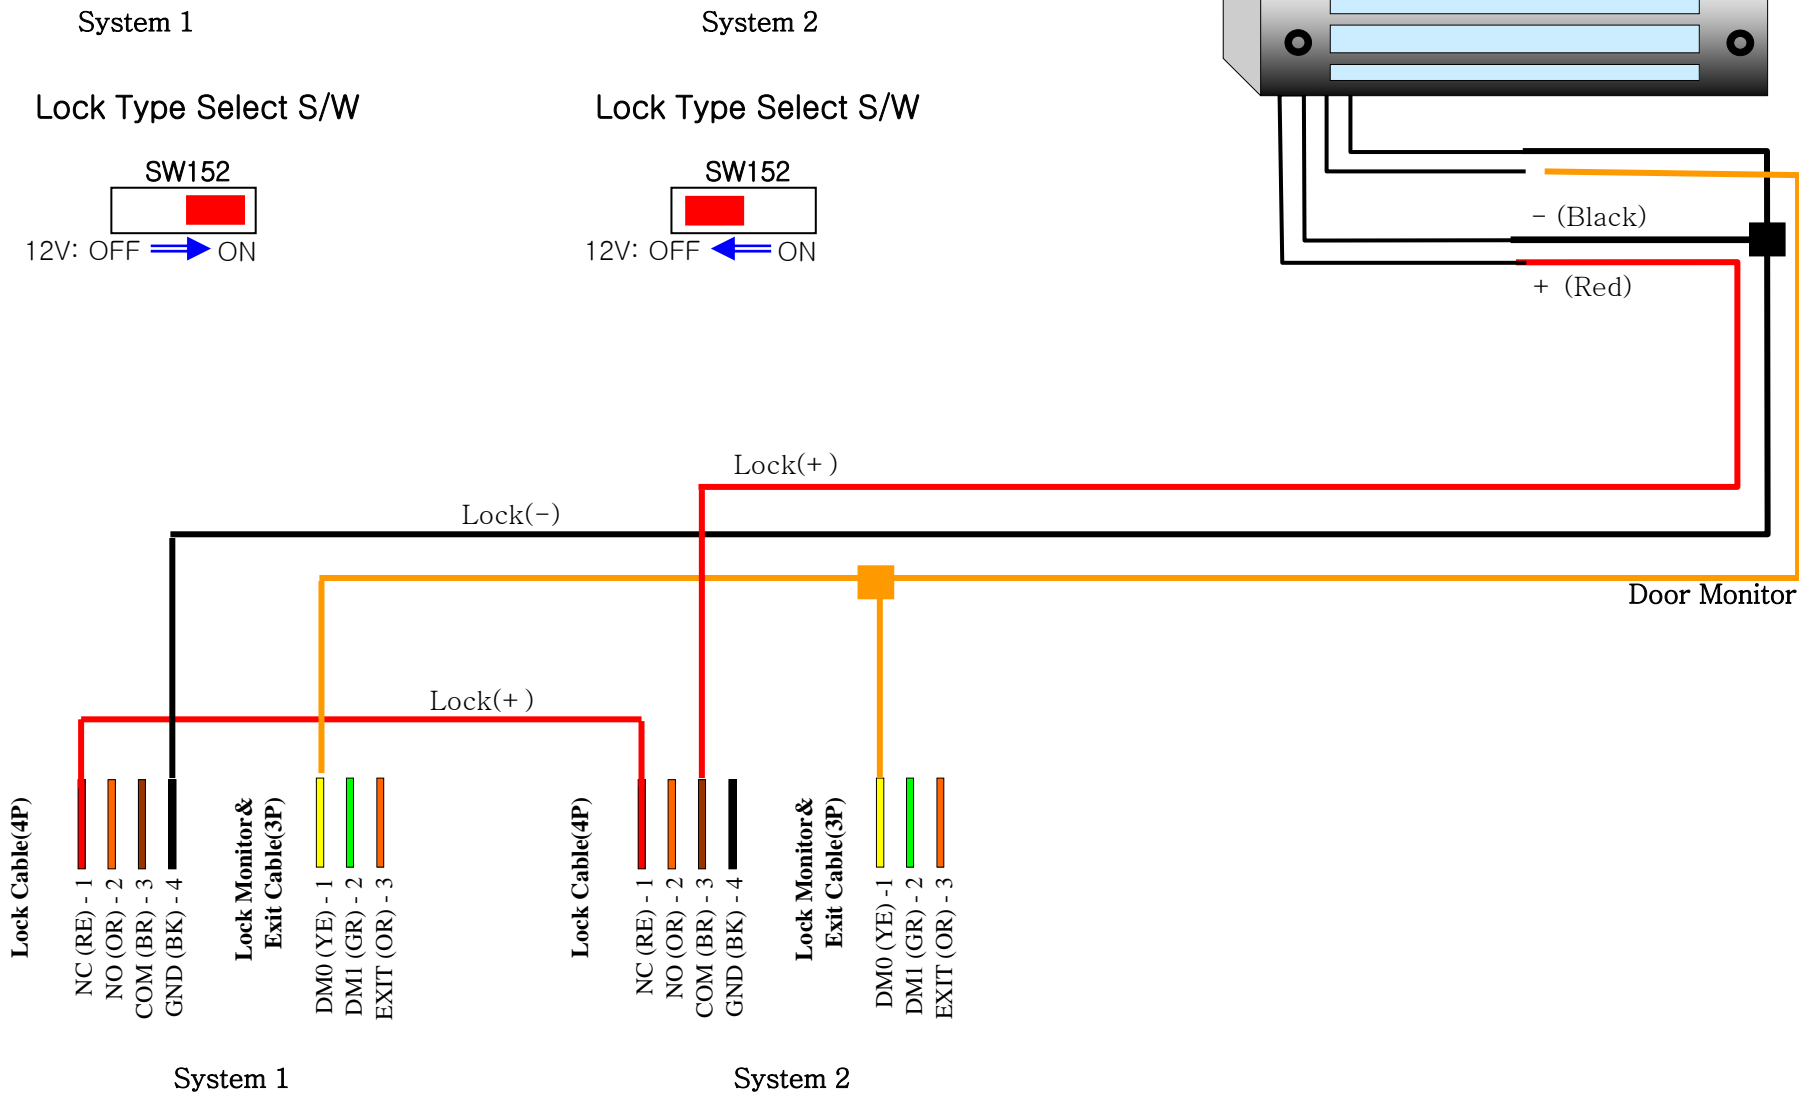 System 1
System 2
Lock Type Select S/W
Lock Type Select S/W
SW152
SW152
12V: OFF ON
12V: OFF ON
- (Black)
+ (Red)
Lock(+)
Lock(-)
Door Monitor
Lock(+)
Lock Cable(4P)
NC (RE) - 1
NO (OR) - 2
COM (BR) - 3
GND (BK) - 4
Lock Monitor&
Exit Cable(3P)
DM0 (YE) - 1
DM1 (GR) - 2
EXIT (OR) - 3
Lock Cable(4P)
NC (RE) - 1
NO (OR) - 2
COM (BR) - 3
GND (BK) - 4
Lock Monitor&
Exit Cable(3P)
DM0 (YE) -1
DM1 (GR) - 2
EXIT (OR) - 3
System 1
System 2